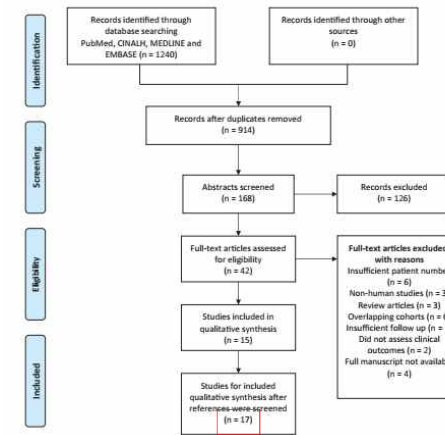 Identification
Records identified through
database searching
PubMed, CINALH, MEDLINE and
EMBASE (n = 1240)
Records identified through other
sources
(n = 0)
Records after duplicates removed
(n = 914)
Screening
Abstracts screened
(n = 168)
Records excluded
(n = 126)
Eligibility
Full-text articles assessed
for eligibility
(n = 42)
Full-text articles excluded
with reasons
Insufficient patient
(n = 6)
Non-human studies (n = 3
Review articles (n = 3)
Overlapping cohorts (n =
Insufficient follow up (n =
Did not assess clinical
outcomes (n = 2)
Full manuscript not
(n = 4)
Studies included in
qualitative synthesis
(n = 15)
Included
Studies for included
qualitative synthesis after
references were screened
(n = 17)